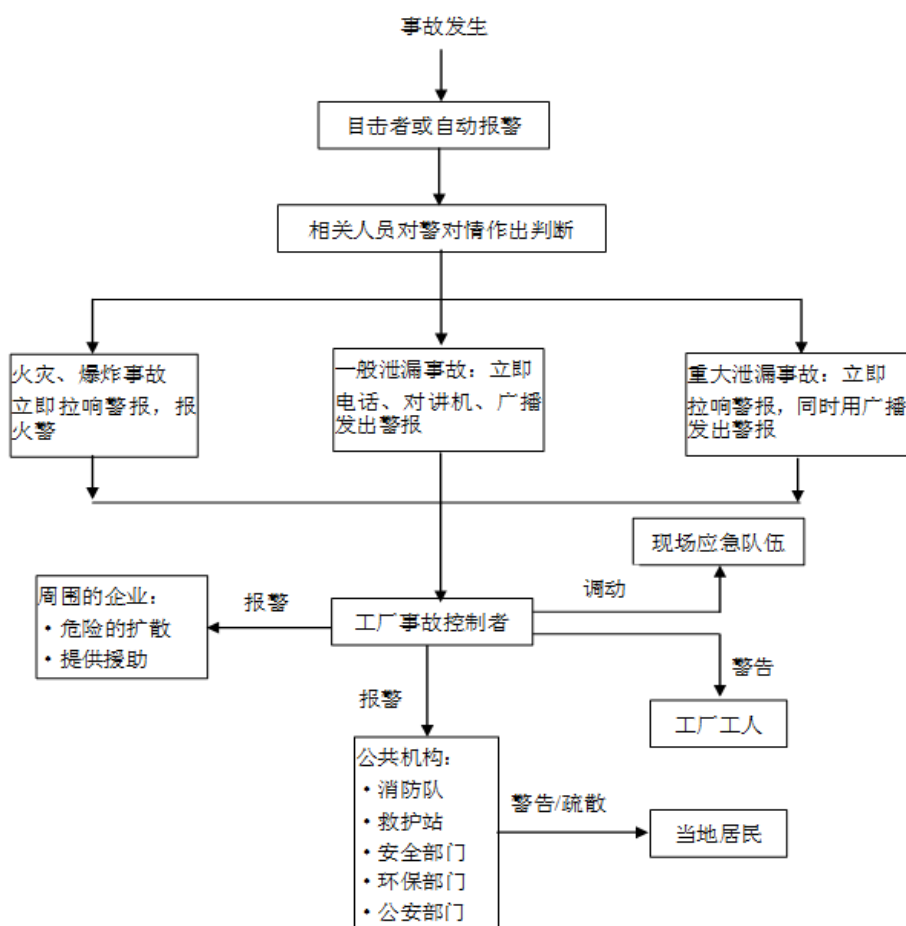 事故发生
目击者或自动报警
相关人员对警对情作出判断
火灾、爆炸事故
立即拉响警报，报
火警
一般泄漏事故：立即
电话、对讲机、广播
发出警报
重大泄漏事故：立即
拉响警报，同时用广播
发出警报
现场应急队伍
调动
周围的企业：
・危险的扩散
・提供援助
报警
工厂事故控制者
警告
工厂工人
报警
公共机构：
・消防队
・救护站
・安全部门
・环保部门
・公安部门
警告/疏散
当地居民